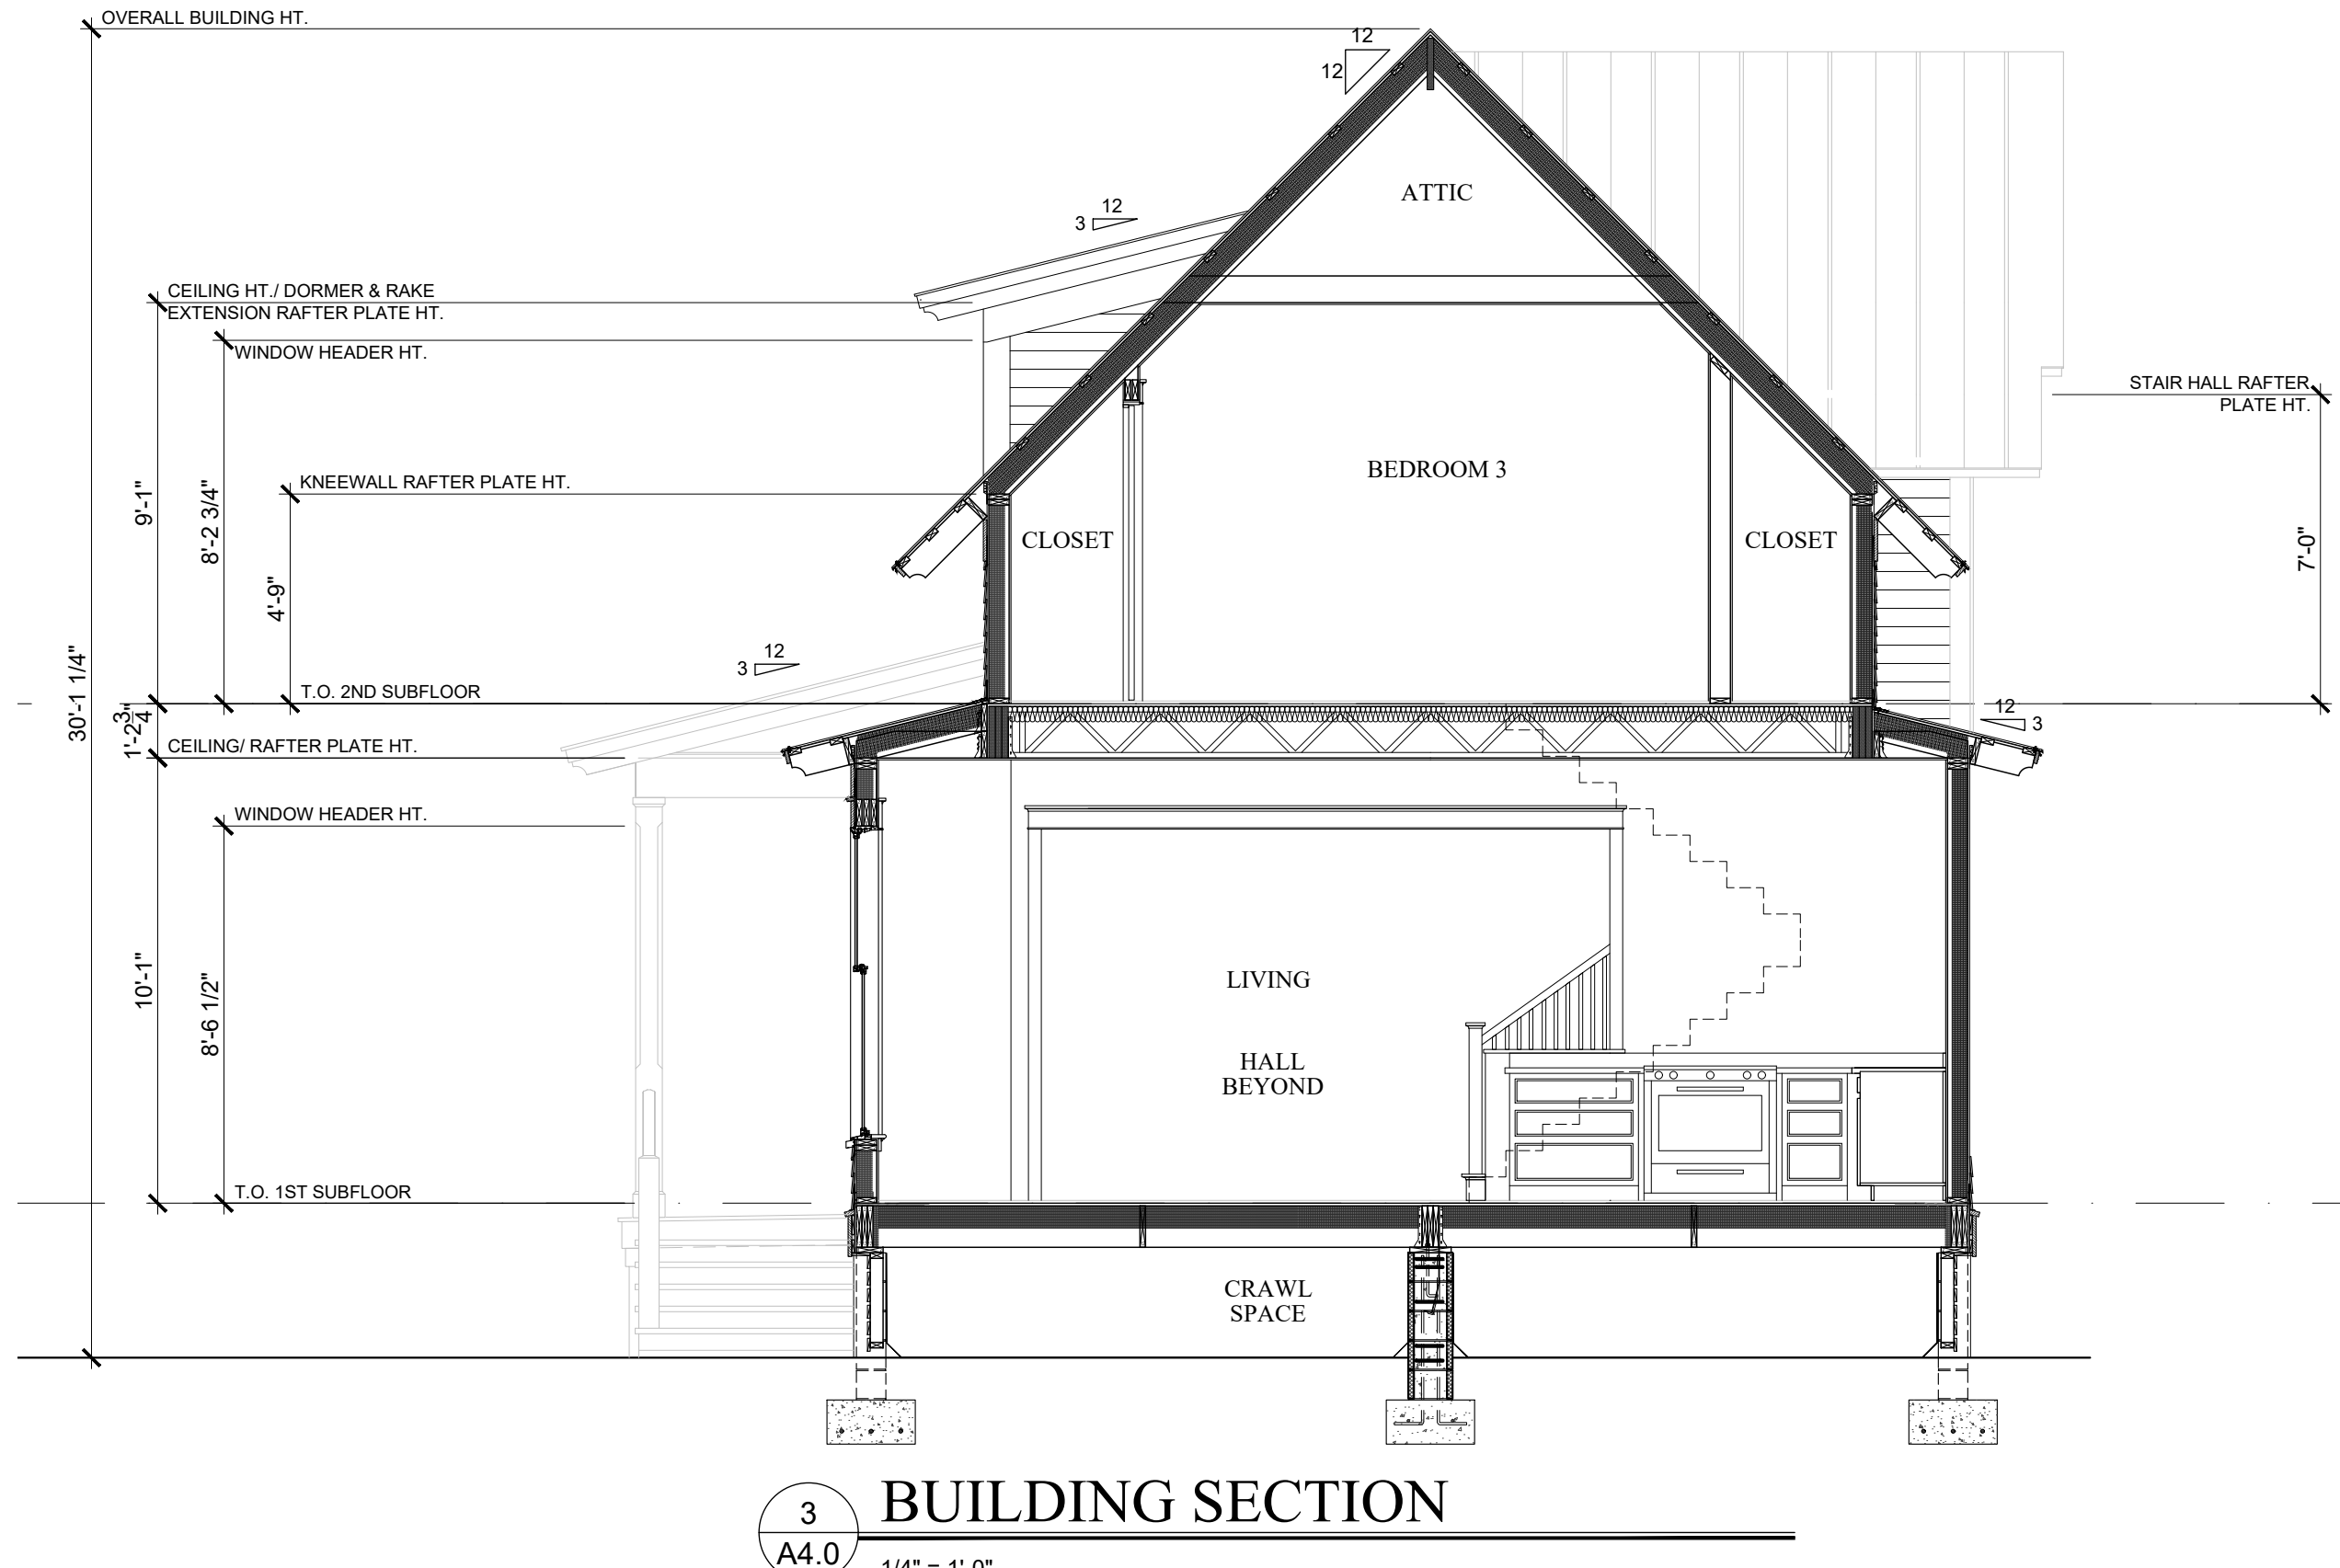 OVERALL BUILDING HT.
12
12
ATTIC
12
3
CEILING HT./ DORMER & RAKE
EXTENSION RAFTER PLATE HT.
WINDOW HEADER HT.
STAIR HALL RAFTER
PLATE HT.
KNEEWALL RAFTER PLATE HT.
BEDROOM 3
9'-1"
8'-2 3/4"
4'-9"
CLOSET
CLOSET
7'-0"
12
3
30'-1 1/4"
T.O. 2ND SUBFLOOR
12
3
1'-2 3/4"
CEILING/ RAFTER PLATE HT.
WINDOW HEADER HT.
10'-1"
8'-6 1/2"
LIVING
HALL
BEYOND
T.O. 1ST SUBFLOOR
CRAWL
SPACE
3
A4.0
BUILDING SECTION
1/4" = 1'-0"